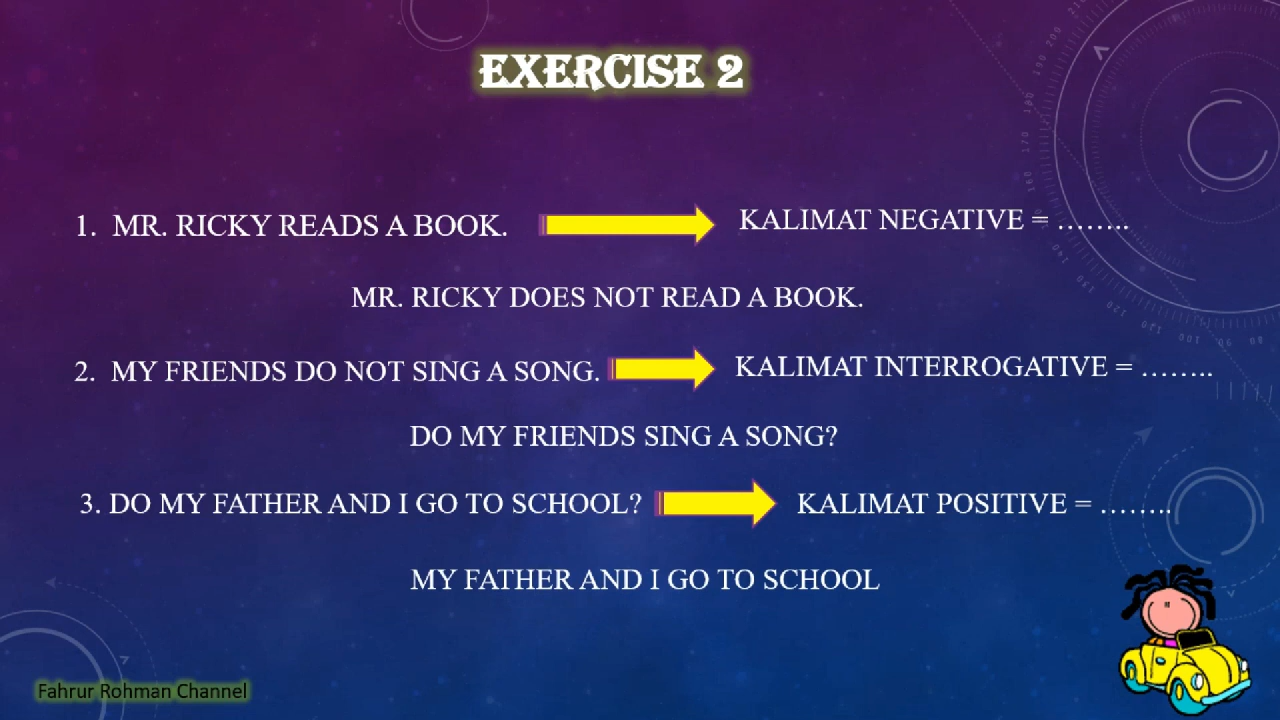 EXERCISE 2
1. MR. RICKY READS A BOOK. KALIMAT NEGATIVE = ……..
MR. RICKY DOES NOT READ A BOOK.
2. MY FRIENDS DO NOT SING A SONG. KALIMAT INTERROGATIVE = ……..
DO MY FRIENDS SING A SONG?
3. DO MY FATHER AND I GO TO SCHOOL? KALIMAT POSITIVE = ……..
MY FATHER AND I GO TO SCHOOL
Fahrur Rohman Channel